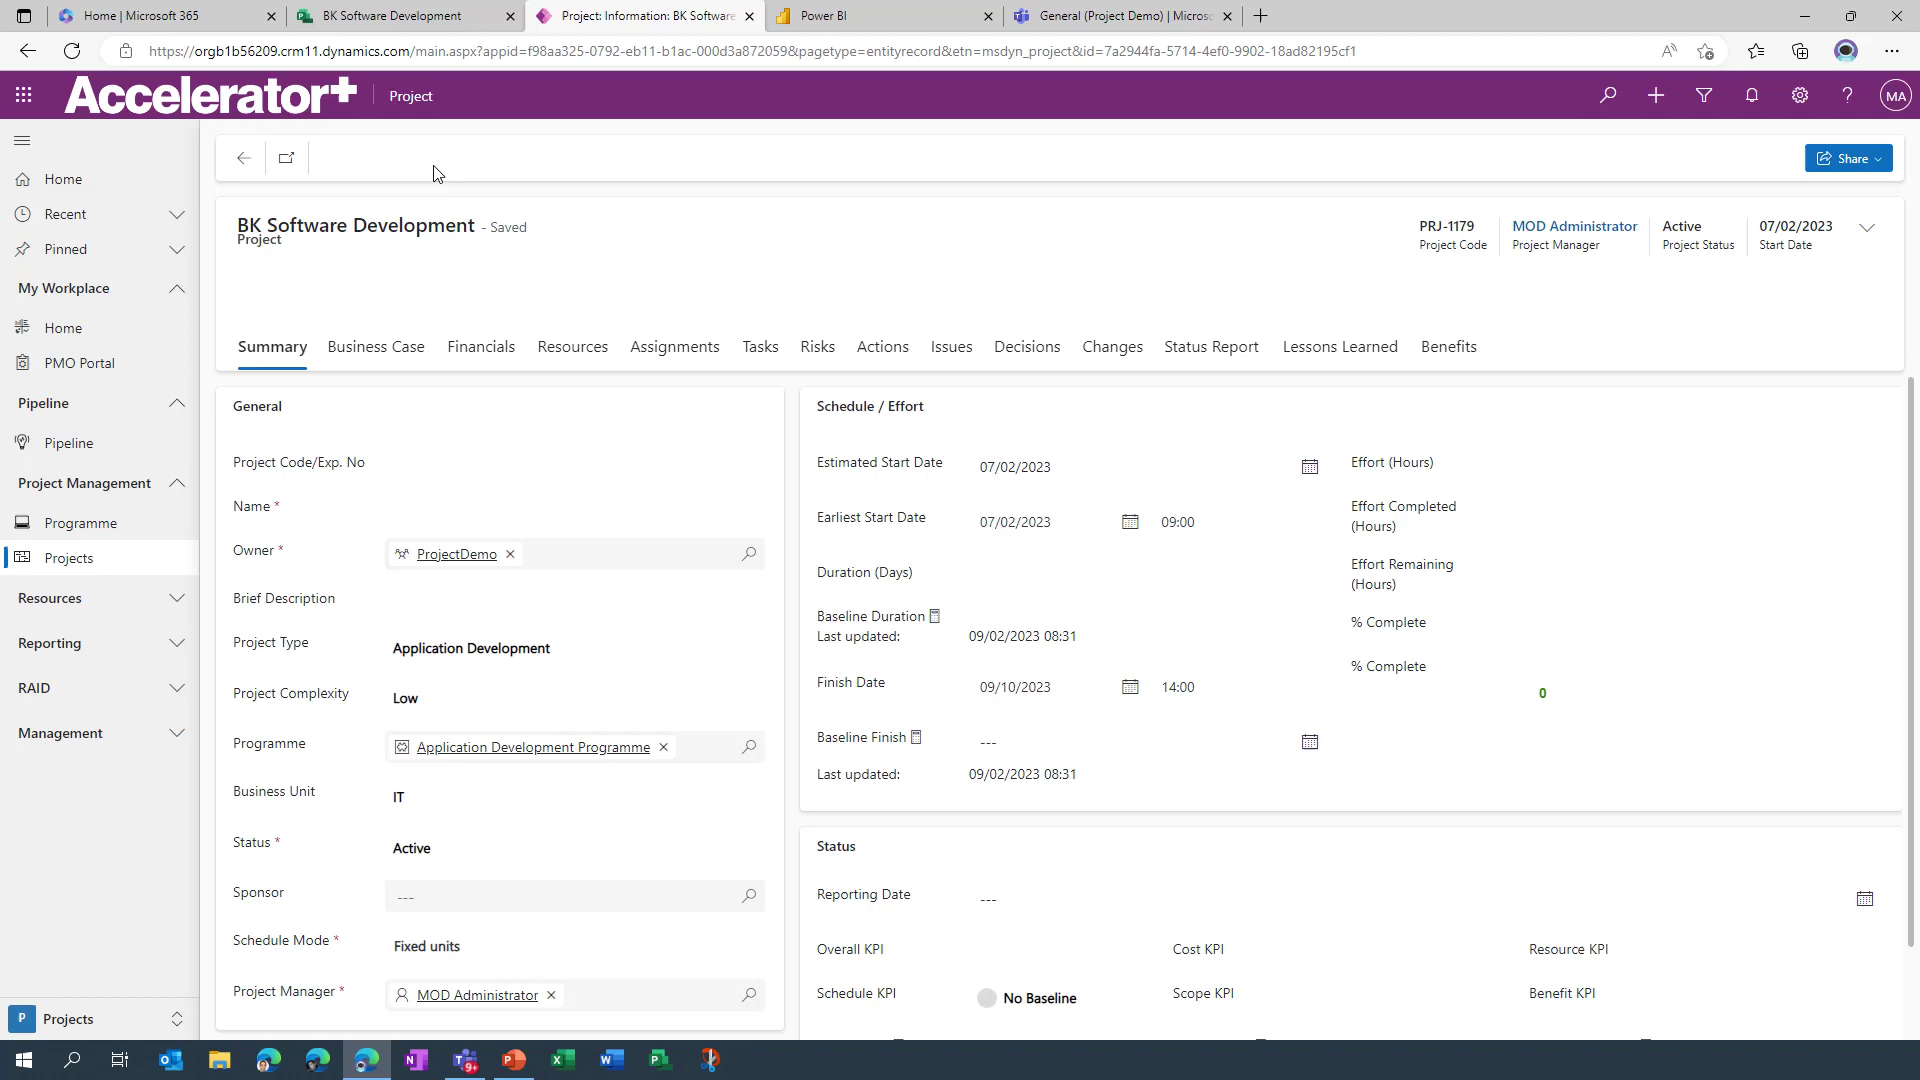 Home | Microsoft 365
BK Software Development
Project: Information: BK Software
Power BI
General (Project Demo) | Micros
https://orgb1b56209.crm11.dynamics.com/main.aspx?appid=f98aa325-0792-eb11-b1ac-000d3a872059&pagetype=entityrecord&etn=msdyn_project&id=7a2944fa-5714-4ef0-9902-18ad82195cf1
Accelerator+
Project
MA
Home
Recent
Pinned
My Workplace
Home
PMO Portal
Pipeline
Pipeline
Project Management
Programme
Projects
Resources
Reporting
RAID
Management
P Projects
Share
BK Software Development - Saved
Project
PRJ-1179
Project Code
MOD Administrator
Project Manager
Active
Project Status
07/02/2023
Start Date
Summary Business Case Financials Resources Assignments Tasks Risks Actions Issues Decisions Changes Status Report Lessons Learned Benefits
General
Project Code/Exp. No
Name *
Owner * ProjectDemo
Brief Description
Project Type Application Development
Project Complexity Low
Programme Application Development Programme
Business Unit IT
Status * Active
Sponsor ---
Schedule Mode * Fixed units
Project Manager * MOD Administrator
Schedule / Effort
Estimated Start Date 07/02/2023
Earliest Start Date 07/02/2023 09:00
Duration (Days)
Baseline Duration
Last updated: 09/02/2023 08:31
Finish Date 09/10/2023 14:00
Baseline Finish ---
Last updated: 09/02/2023 08:31
Effort (Hours)
Effort Completed
(Hours)
Effort Remaining
(Hours)
% Complete
% Complete
0
Status
Reporting Date ---
Overall KPI Cost KPI Resource KPI
Schedule KPI No Baseline Scope KPI Benefit KPI
9+